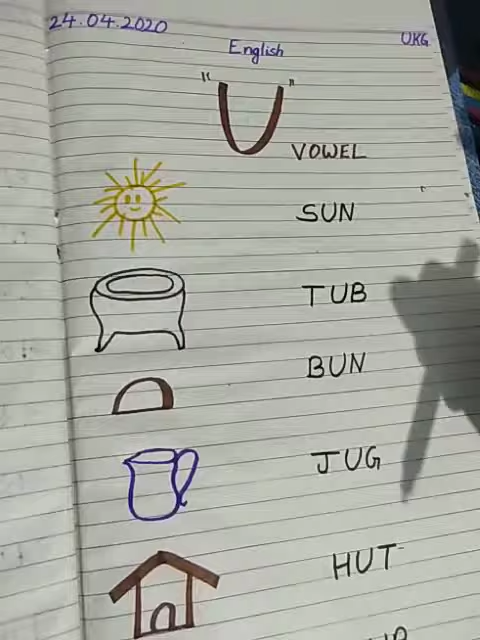 24.04.2020
UKG
English
"U"
VOWEL
SUN
TUB
BUN
JUG
HUT